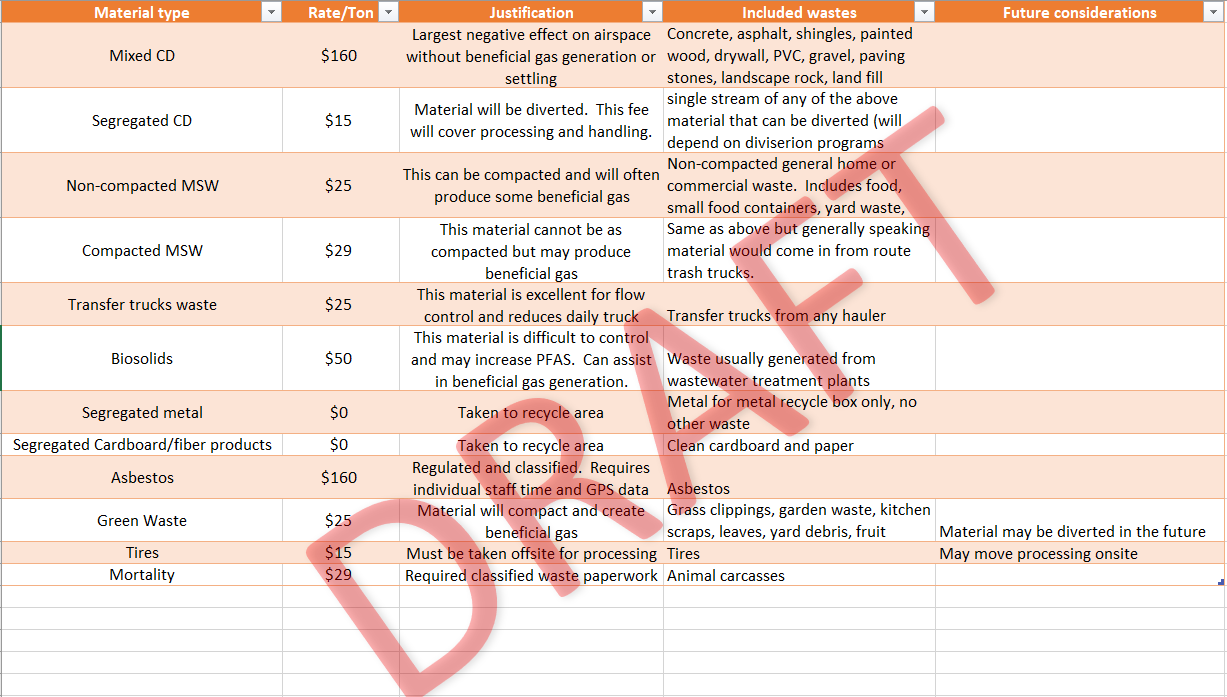 Material type Rate/Ton Justification Included wastes Future considerations
Mixed CD $160
Largest negative effect on airspace
without beneficial gas generation or
settling
Concrete, asphalt, shingles, painted
wood, drywall, PVC, gravel, paving
stones, landscape rock, land fill
Segregated CD $15
Material will be diverted. This fee
will cover processing and handling.
single stream of any of the above
material that can be diverted (will
depend on diviserion programs
Non-compacted MSW $25
This can be compacted and will often
produce some beneficial gas
Non-compacted general home or
commercial waste. Includes food,
small food containers, yard waste,
Compacted MSW $29
This material cannot be as
compacted but may produce
beneficial gas
Same as above but generally speaking
material would come in from route
trash trucks.
Transfer trucks waste $25
This material is excellent for flow
control and reduces daily truck
Transfer trucks from any hauler
Biosolids $50
This material is difficult to control
and may increase PFAS. Can assist
in beneficial gas generation.
Waste usually generated from
wastewater treatment plants
Segregated metal $0
Taken to recycle area
Metal for metal recycle box only, no
other waste
Segregated Cardboard/fiber products $0
Taken to recycle area
Clean cardboard and paper
Asbestos $160
Regulated and classified. Requires
individual staff time and GPS data
Asbestos
Green Waste $25
Material will compact and create
beneficial gas
Grass clippings, garden waste, kitchen
scraps, leaves, yard debris, fruit
Material may be diverted in the future
Tires $15
Must be taken offsite for processing
Tires
May move processing onsite
Mortality $29
Required classified waste paperwork
Animal carcasses
DRAFT